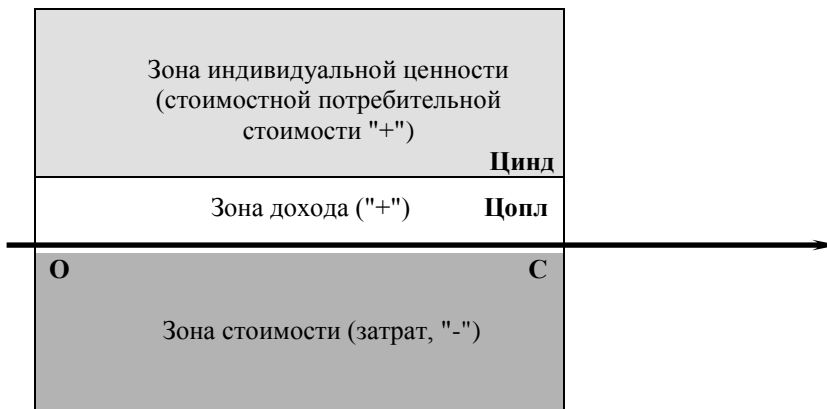 Зона индивидуальной ценности
(стоимостной потребительной
стоимости "+")
Цинд
Зона дохода ("+") Цопл
О С
Зона стоимости (затрат, "-")